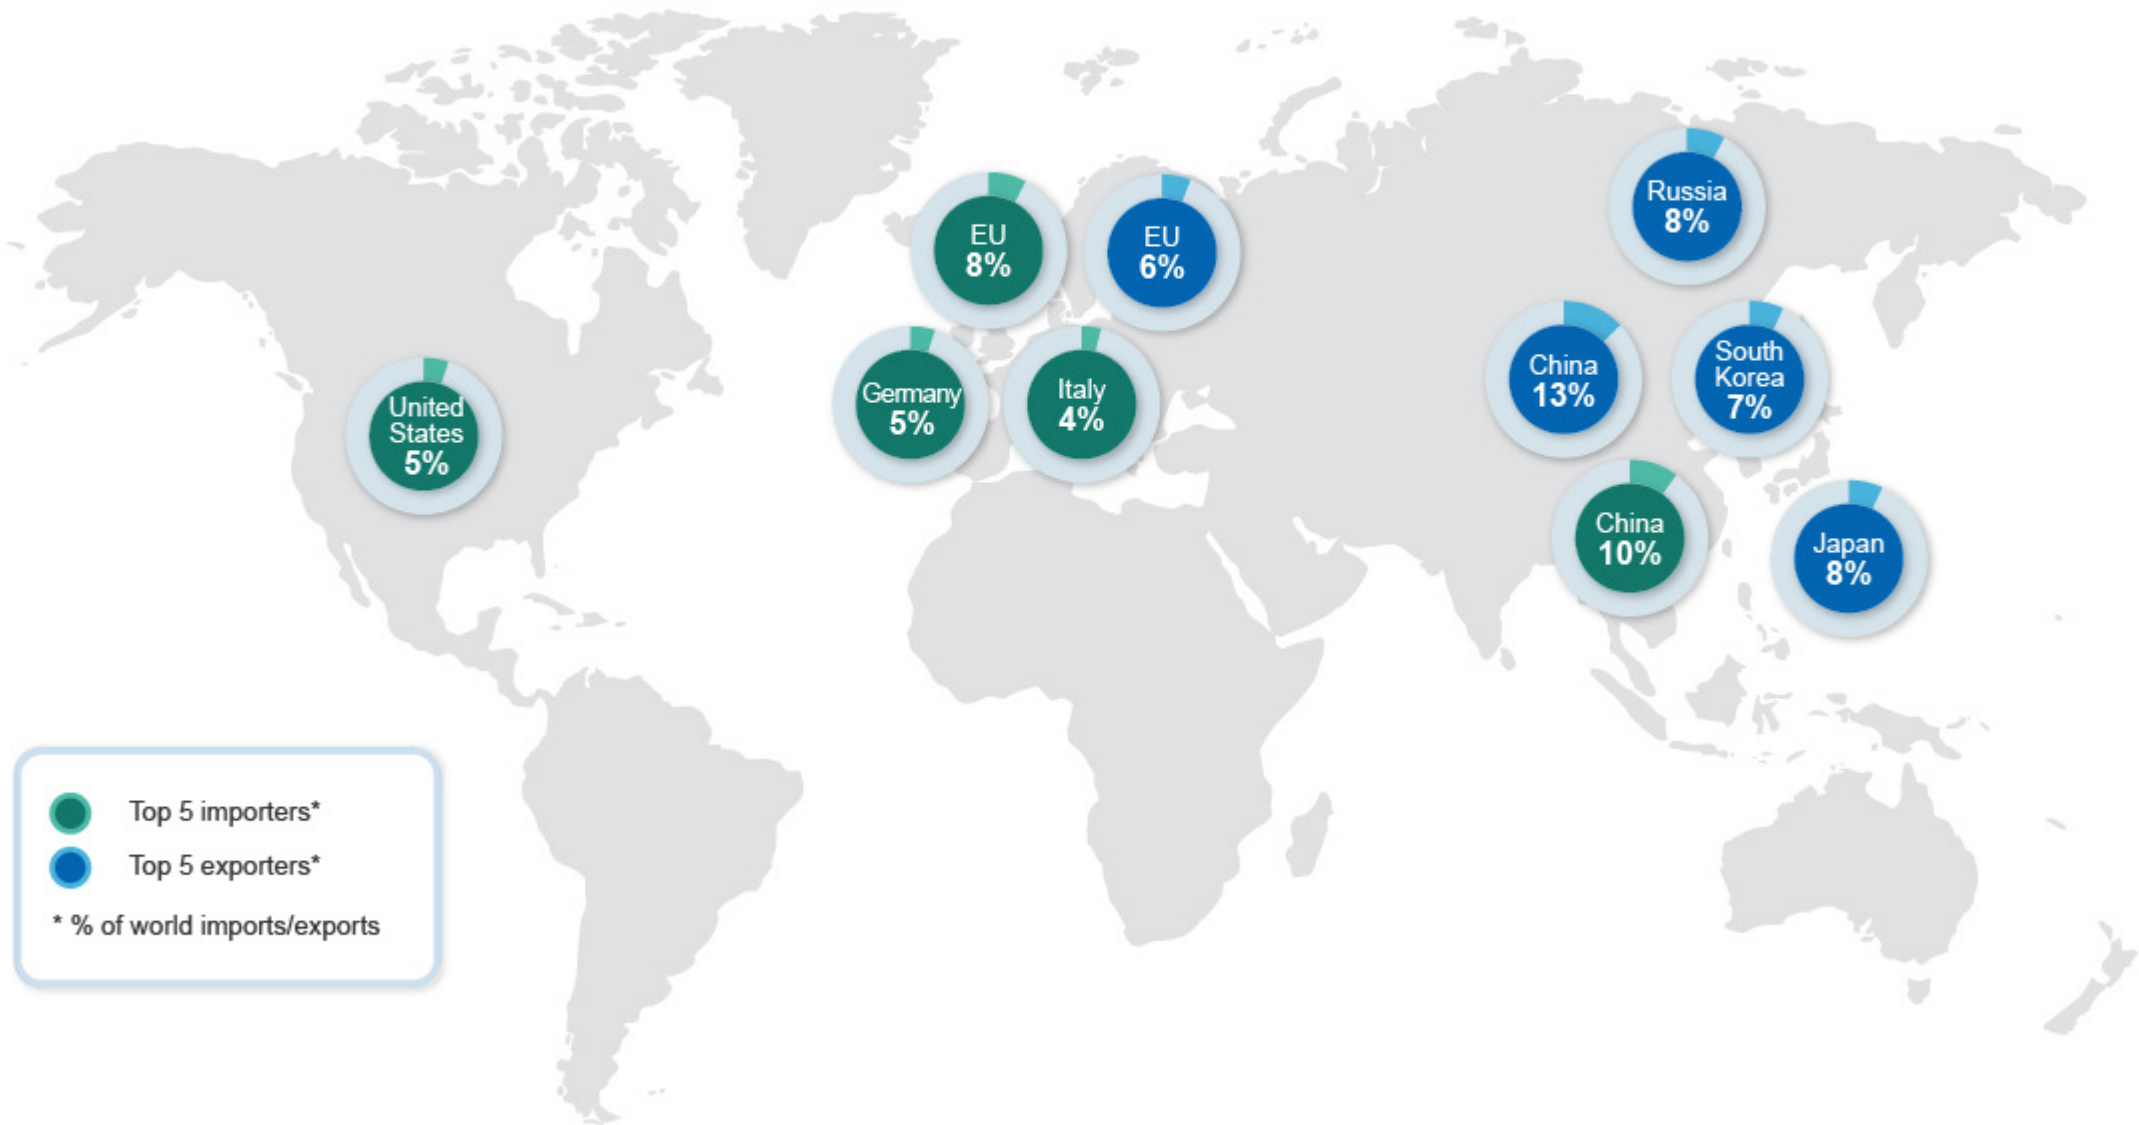 Russia
8%
EU
8%
EU
6%
South
Korea
7%
China
13%
Germany
5%
Italy
4%
United
States
5%
China
10%
Japan
8%
Top 5 importers*
Top 5 exporters*
* % of world imports/exports